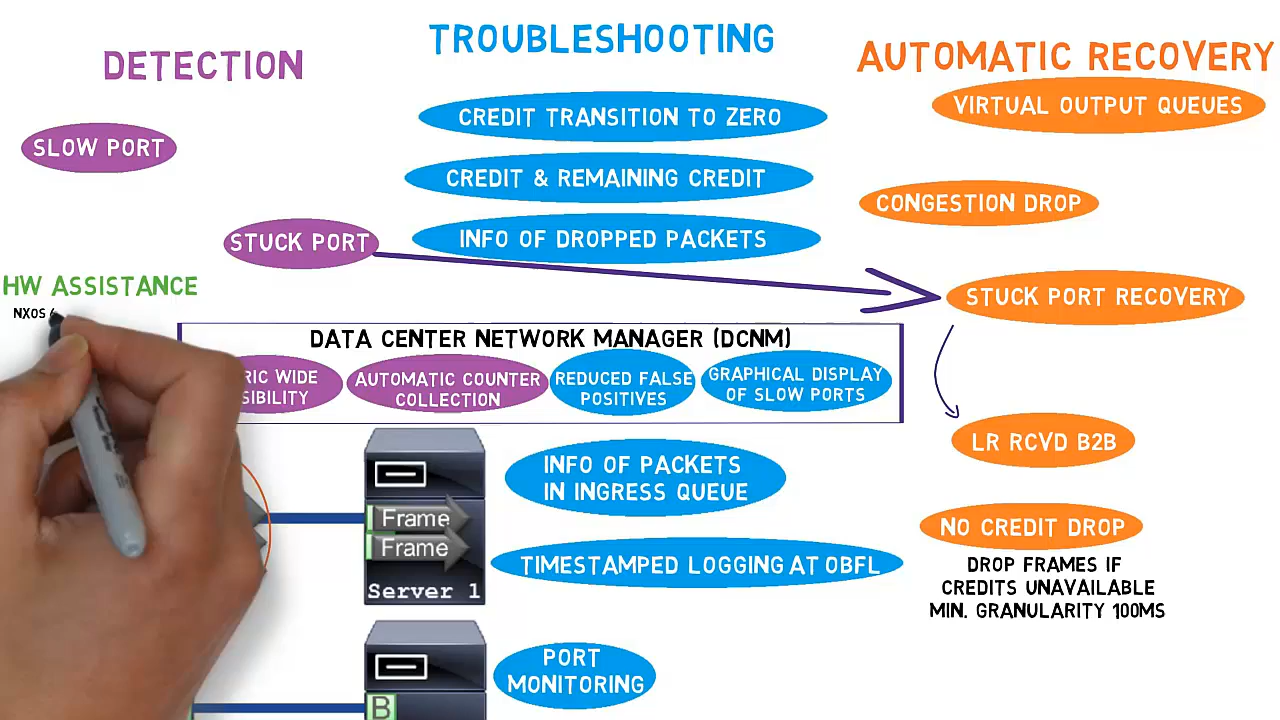 DETECTION
TROUBLESHOOTING
AUTOMATIC RECOVERY
SLOW PORT
STUCK PORT
HW ASSISTANCE
NXOS
CREDIT TRANSITION TO ZERO
CREDIT & REMAINING CREDIT
INFO OF DROPPED PACKETS
VIRTUAL OUTPUT QUEUES
CONGESTION DROP
STUCK PORT RECOVERY
DATA CENTER NETWORK MANAGER (DCNM)
WIDE
AUTOMATIC COUNTER
COLLECTION
REDUCED FALSE
POSITIVES
GRAPHICAL DISPLAY
OF SLOW PORTS
Frame
Frame
Server 1
B
INFO OF PACKETS
IN INGRESS QUEUE
TIMESTAMPED LOGGING AT OBFL
PORT
MONITORING
LR RCVD B2B
NO CREDIT DROP
DROP FRAMES IF
CREDITS UNAVAILABLE
MIN. GRANULARITY 100MS